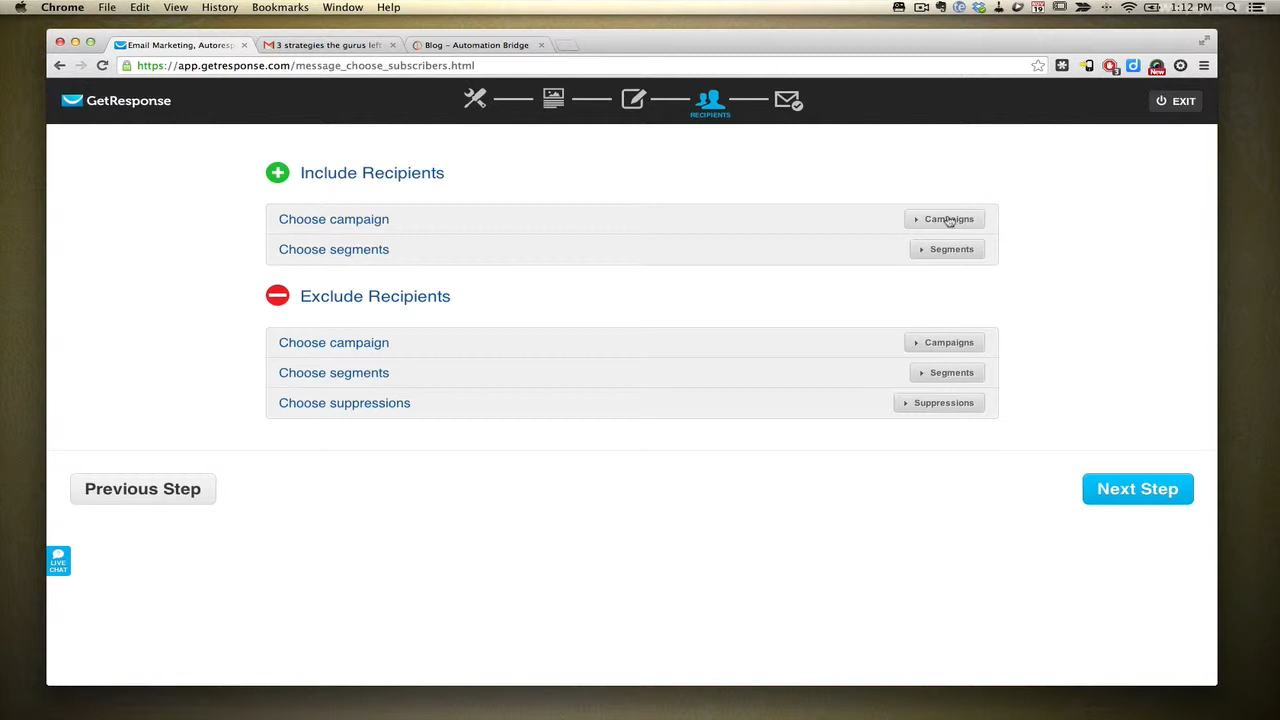 Chrome File Edit View History Bookmarks Window Help 1:12 PM
Email Marketing, Autoresp 3 strategies the gurus left Blog – Automation Bridge
https://app.getresponse.com/message_choose_subscribers.html New
GetResponse EXIT
RECIPIENTS
Include Recipients
Choose campaign Campaigns
Choose segments Segments
Exclude Recipients
Choose campaign Campaigns
Choose segments Segments
Choose suppressions Suppressions
Previous Step Next Step
LIVE
CHAT